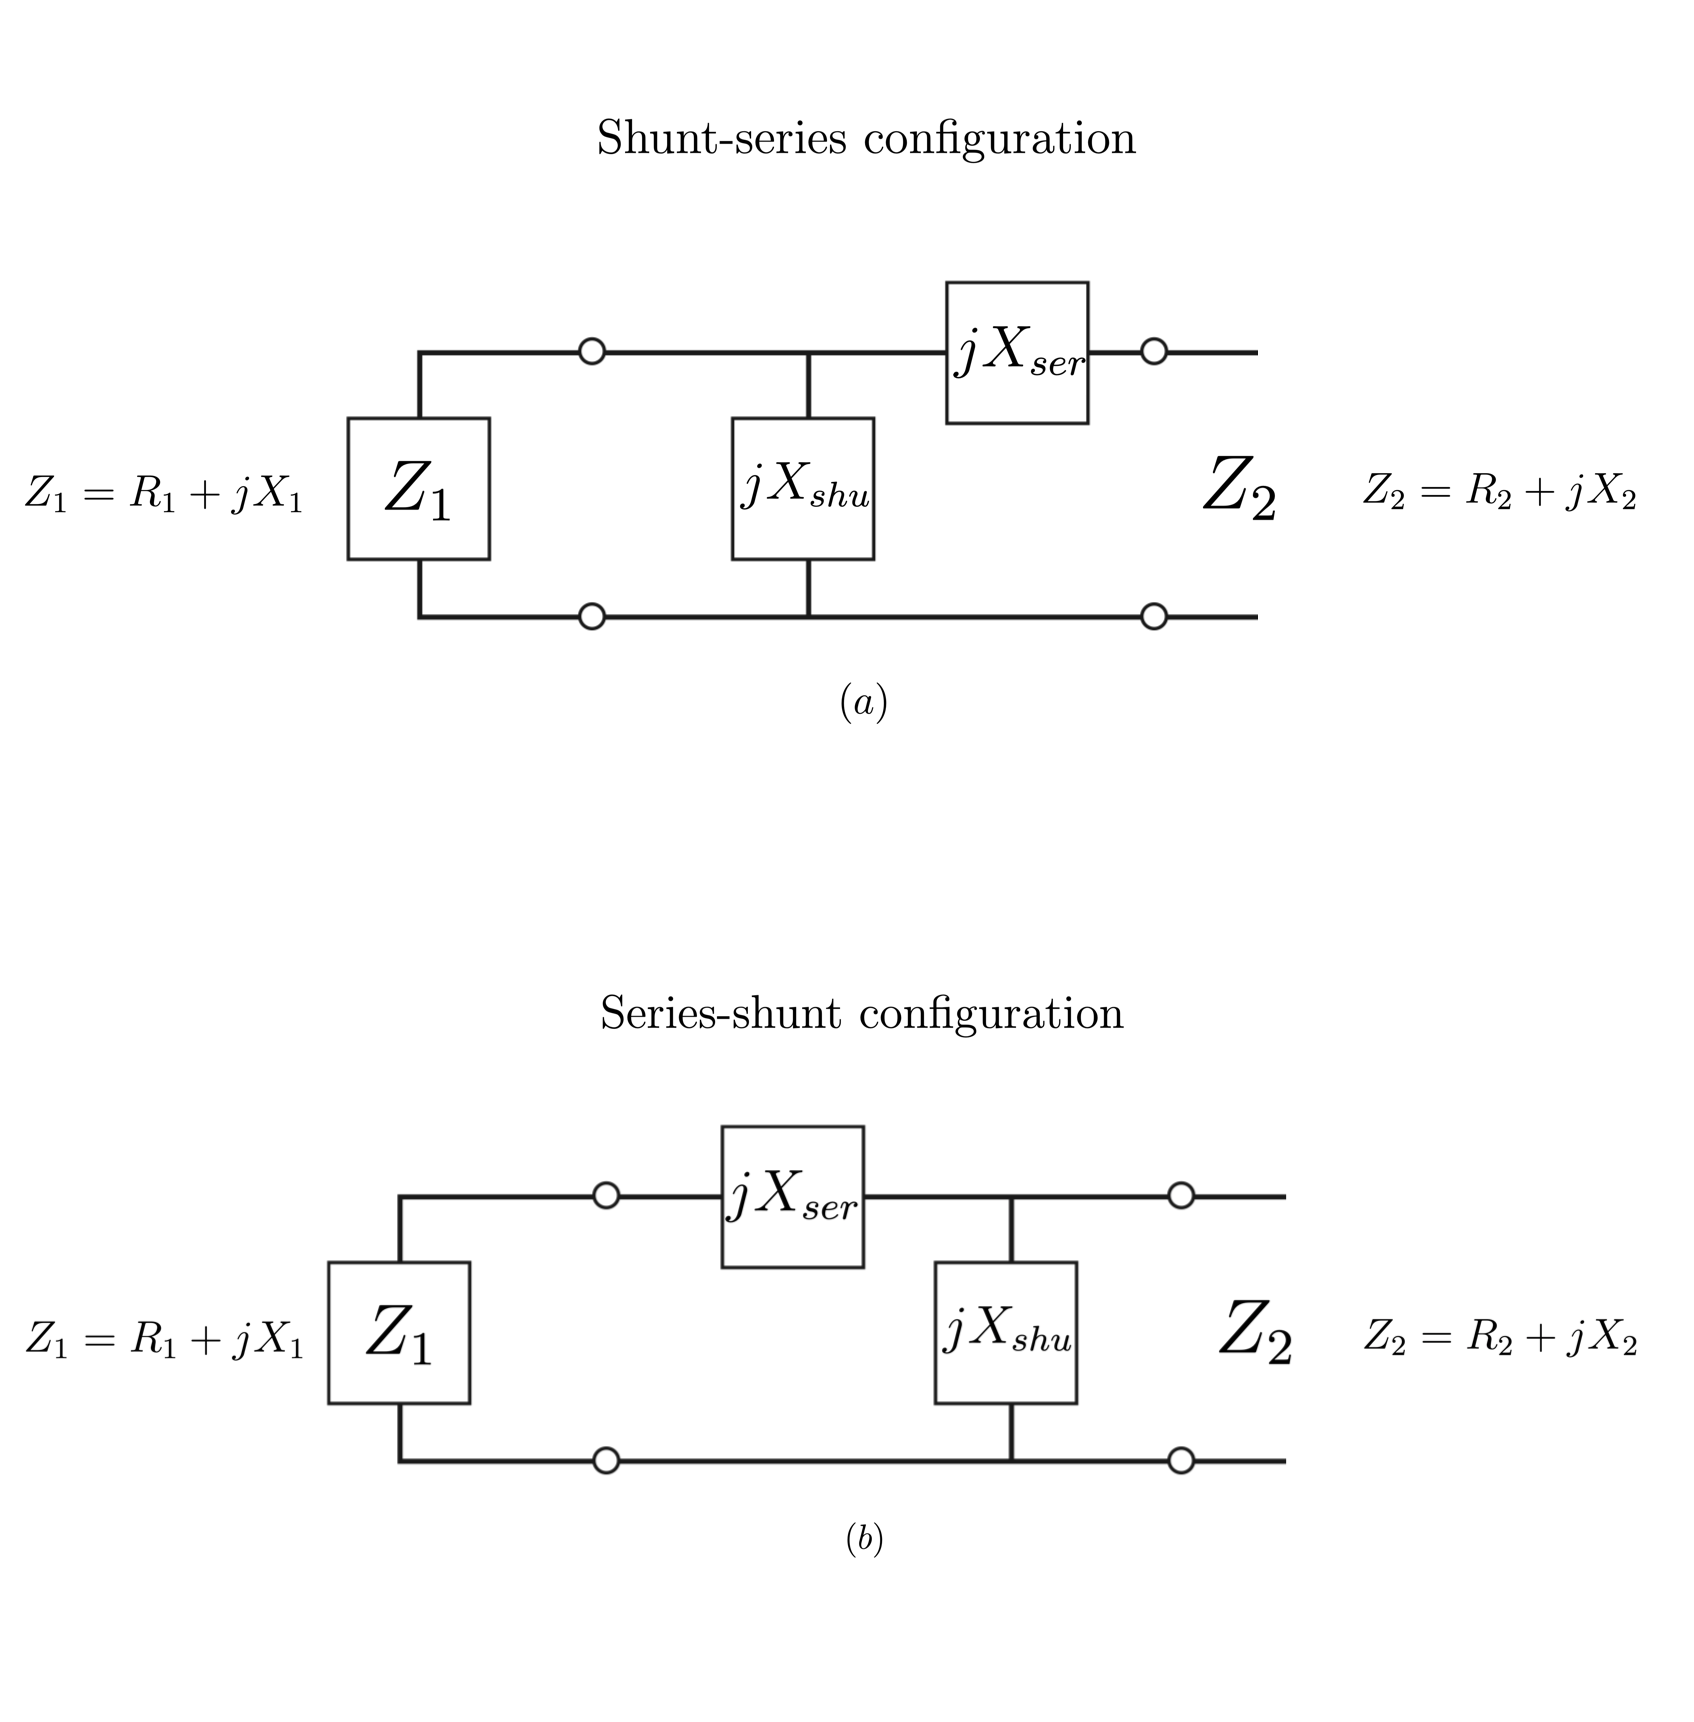 Shunt-series configuration
jX_{ser}
Z_1 = R_1 + jX_1 Z_1 jX_{shu} Z_2 Z_2 = R_2 + jX_2
(a)
Series-shunt configuration
jX_{ser}
Z_1 = R_1 + jX_1 Z_1 jX_{shu} Z_2 Z_2 = R_2 + jX_2
(b)